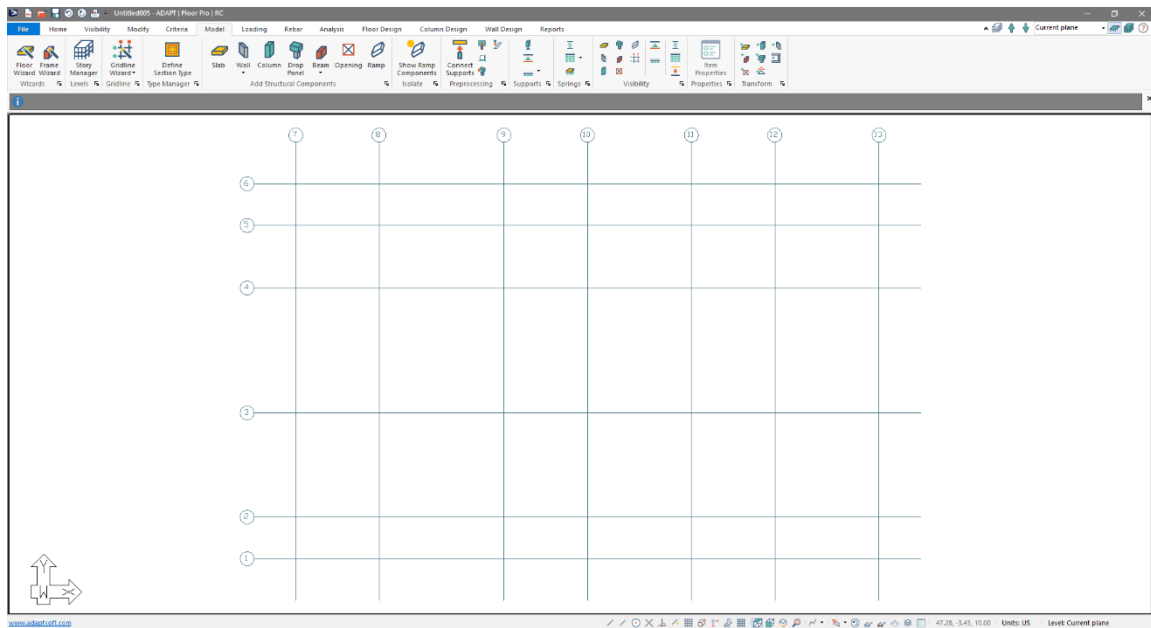 Untitled005 - ADAPT | Floor Pro | RC
File Home Visibility Modify Criteria Model Loading Rebar Analysis Floor Design Column Design Wall Design Reports Current plane
Floor Wizard
Frame Wizard
Story Manager
Gridline Wizard
Define Section Type
Slab
Wall
Column
Drop Panel
Beam
Opening
Ramp
Show Ramp Components
Connect Supports
Item Properties
Wizards Levels Gridline Type Manager Add Structural Components Isolate Preprocessing Supports Springs Visibility Properties Transform
7 8 9 10 11 12 13
6
5
4
3
2
1
Y
W X
www.adaptsoft.com 47.28, -3.43, 10.00 Units: US Level: Current plane